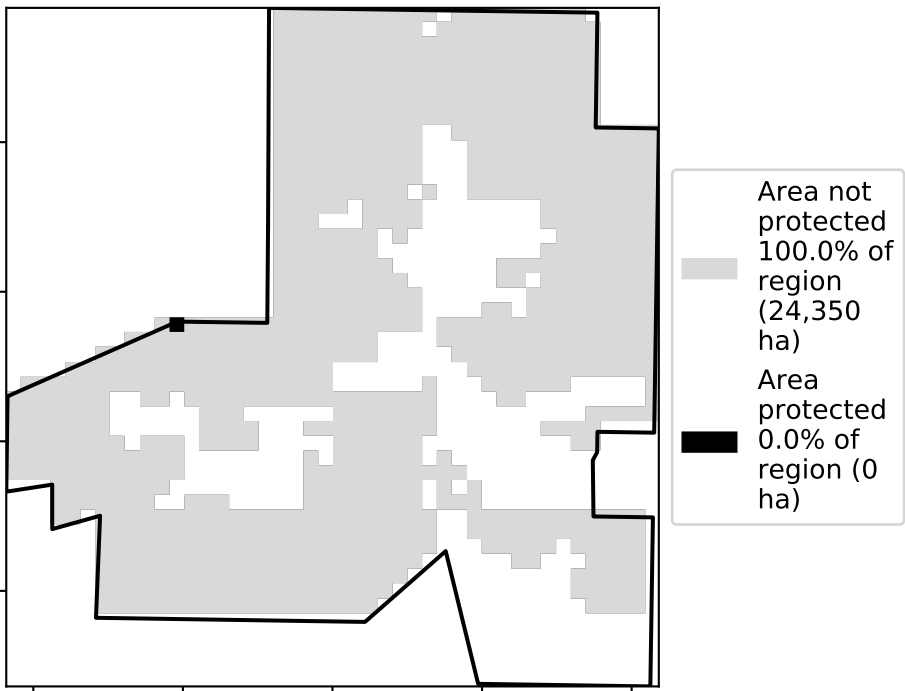 Area not
protected
100.0% of
region
(24,350
ha)
Area
protected
0.0% of
region (0
ha)